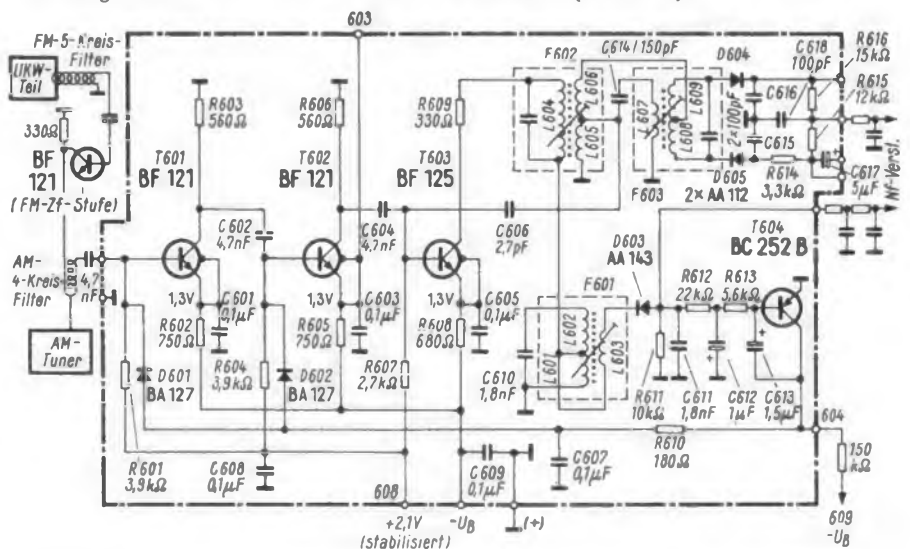 603
FM-5-Kreis-
Filter
UKW-
Teil
330Ω
BF
121
(FM-Zf-Stufe)
AM-
4-Kreis-
Filter
4,7
nF
AM-
Tuner
R603
560Ω
T601
BF 121
C602
4,7nF
1,3V
R602
750Ω
C601
0,1µF
D601
BA 127
R601
3,9kΩ
R606
560Ω
T602
BF 121
C604
4,7nF
1,3V
R605
750Ω
C603
0,1µF
R604
3,9kΩ
D602
BA 127
C608
0,1µF
R609
330Ω
T603
BF 125
C606
2,7pF
1,3V
R608
680Ω
C605
0,1µF
R607
2,7kΩ
608
+2,1V
(stabilisiert)
C609
0,1µF
-UB
(+)
C607
0,1µF
F602
L604
L606
L605
C614/150pF
L607
L609
L608
F603
2×100pF
D604
D605
2× AA 112
C616
C615
C618
100pF
R616
15kΩ
R615
12kΩ
R614
3,3kΩ
C617
5µF
Nf-Verst.
T604
BC 252 B
D603
AA 143
F601
L601
L602
L603
C610
1,8nF
R612
22kΩ
R613
5,6kΩ
R611
10kΩ
C611
1,8nF
C612
1µF
C613
1,5µF
R610
180Ω
604
150
kΩ
609
-UB